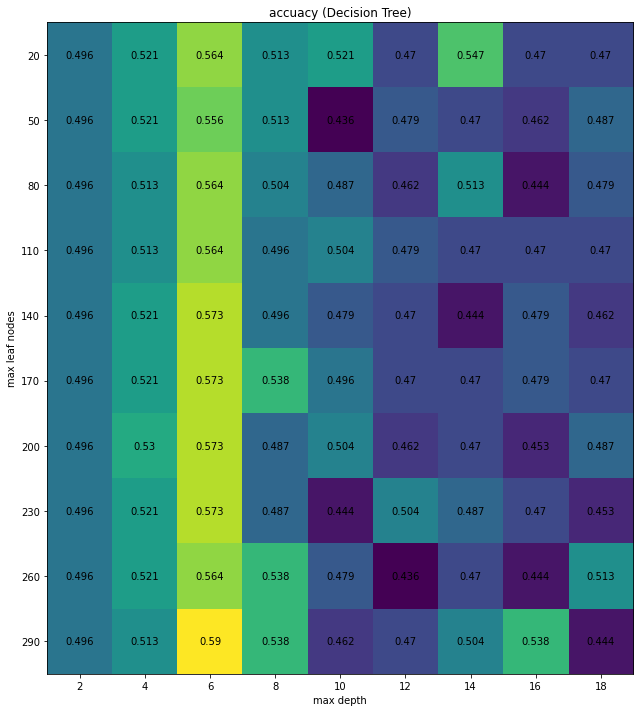 accuacy (Decision Tree)
20 0.496 0.521 0.564 0.513 0.521 0.47 0.547 0.47 0.47
50 0.496 0.521 0.556 0.513 0.436 0.479 0.47 0.462 0.487
80 0.496 0.513 0.564 0.504 0.487 0.462 0.513 0.444 0.479
110 0.496 0.513 0.564 0.496 0.504 0.479 0.47 0.47 0.47
140 0.496 0.521 0.573 0.496 0.479 0.47 0.444 0.479 0.462
max leaf nodes
170 0.496 0.521 0.573 0.538 0.496 0.47 0.47 0.479 0.47
200 0.496 0.53 0.573 0.487 0.504 0.462 0.47 0.453 0.487
230 0.496 0.521 0.573 0.487 0.444 0.504 0.487 0.47 0.453
260 0.496 0.521 0.564 0.538 0.479 0.436 0.47 0.444 0.513
290 0.496 0.513 0.59 0.538 0.462 0.47 0.504 0.538 0.444
2 4 6 8 10 12 14 16 18
max depth